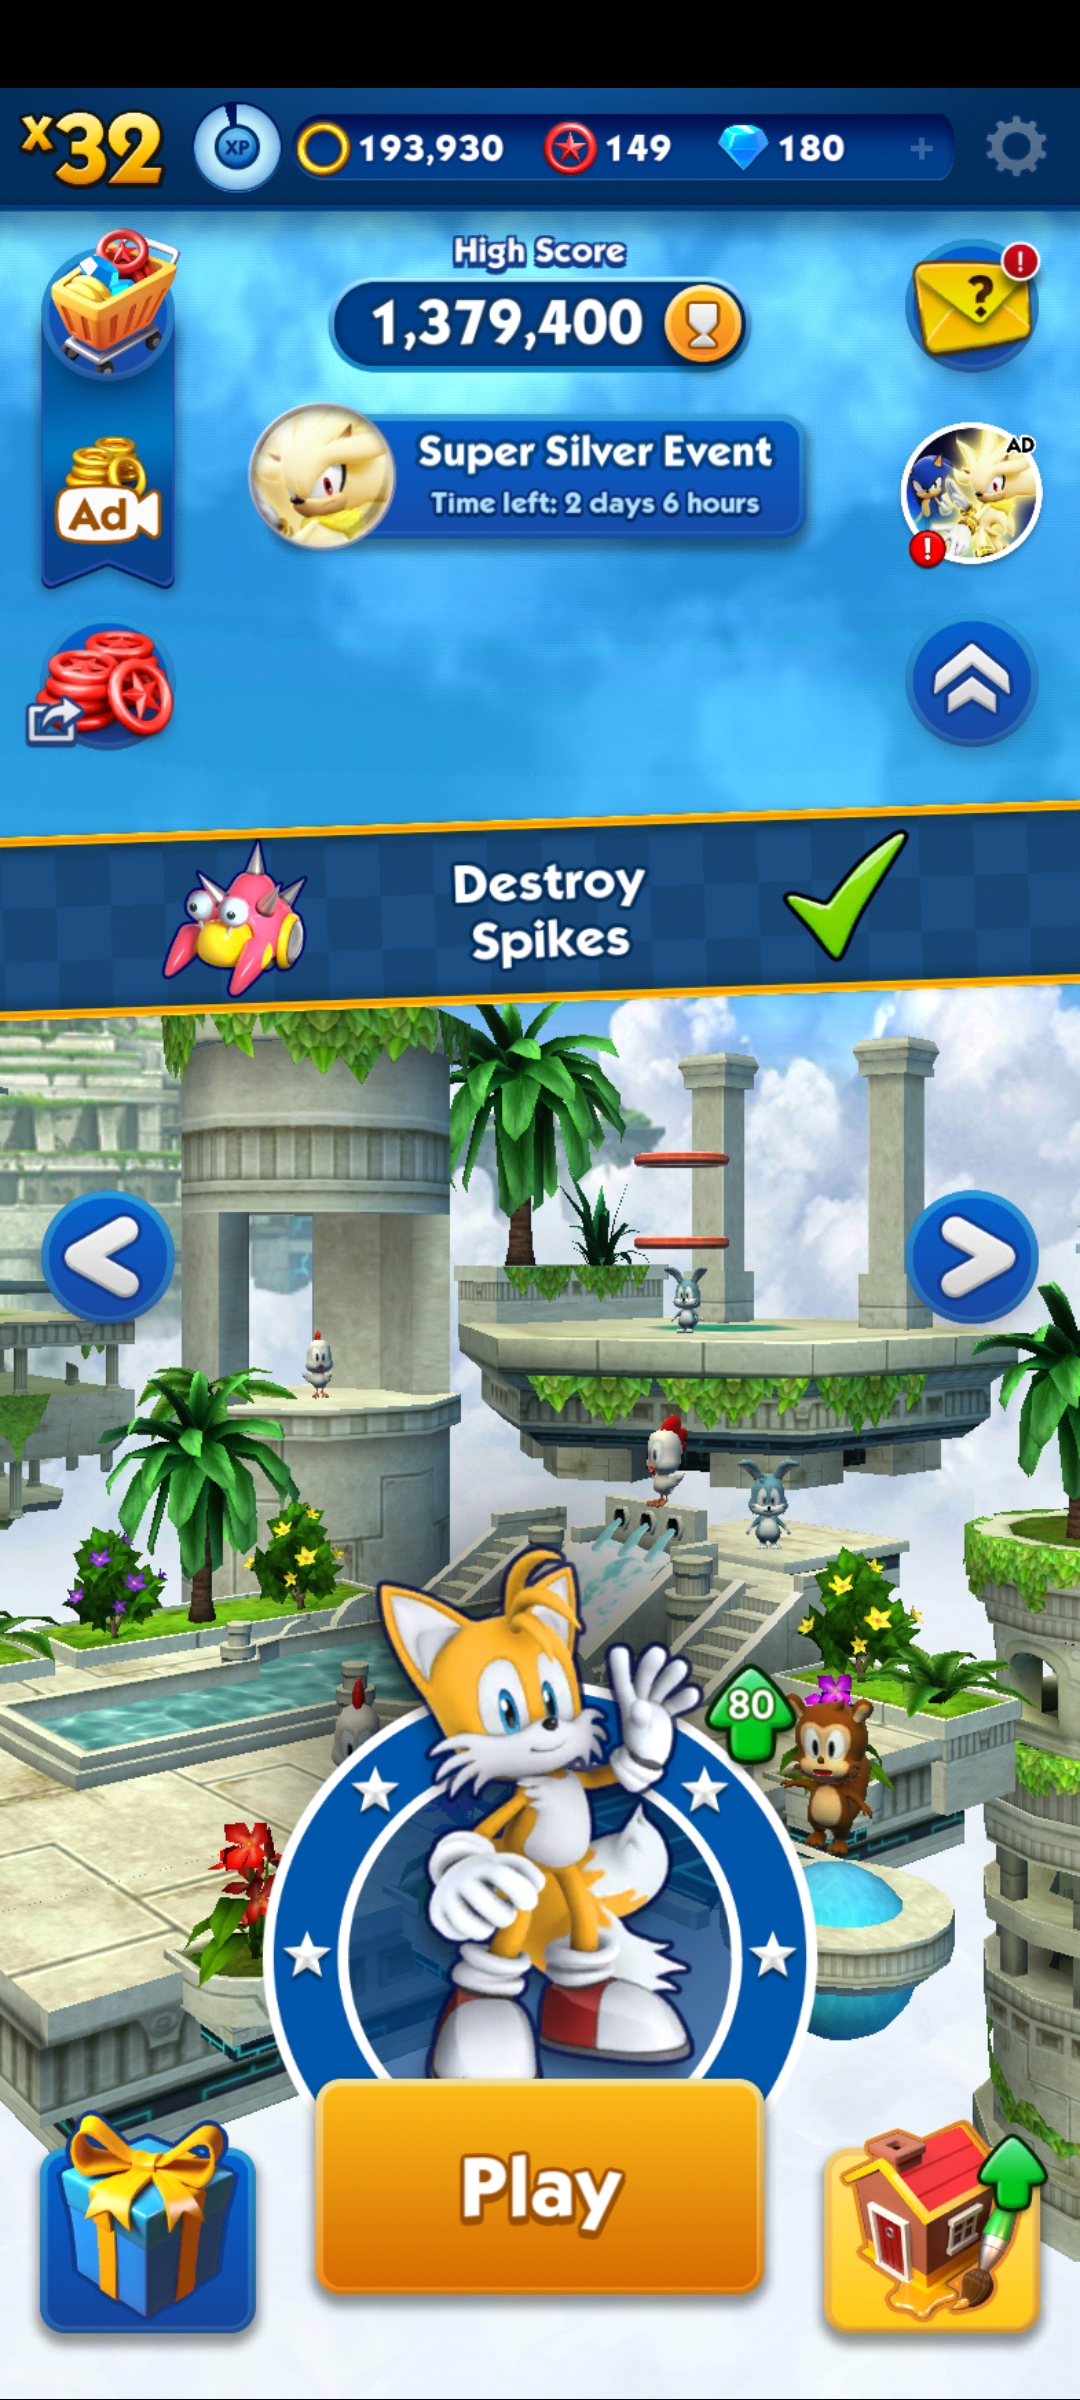 x32
XP
193,930
149
180
+
High Score
1,379,400
?
!
Super Silver Event
Time left: 2 days 6 hours
AD
!
Ad
Destroy
Spikes
80
Play